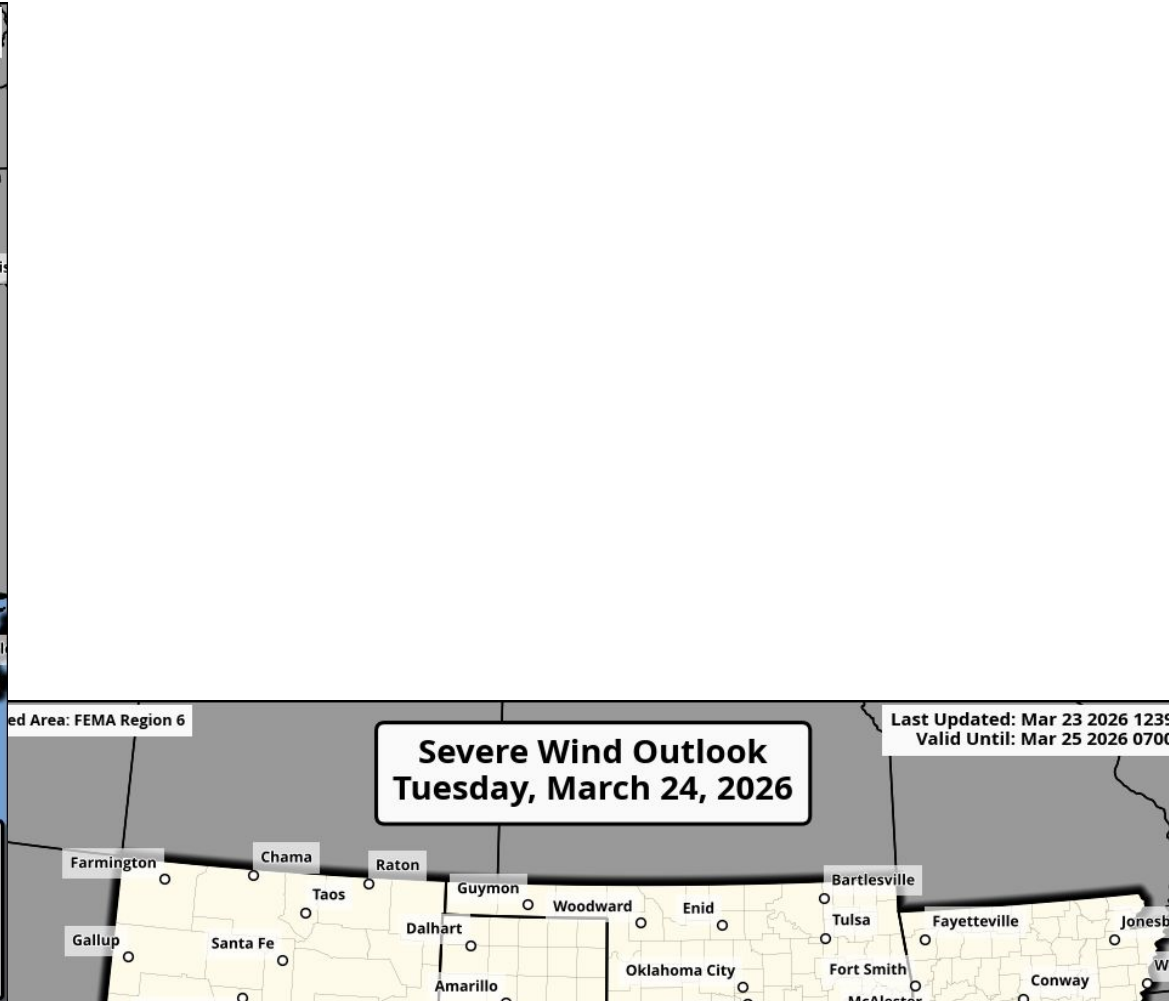 ed Area: FEMA Region 6
Severe Wind Outlook
Tuesday, March 24, 2026
Last Updated: Mar 23 2026 1239
Valid Until: Mar 25 2026 0700
Farmington
Chama
Raton
Taos
Guymon
Woodward
Enid
Bartlesville
Tulsa
Fayetteville
Jonesb
Dalhart
Gallup
Santa Fe
Oklahoma City
Fort Smith
Amarillo
Conway
McAlester
W